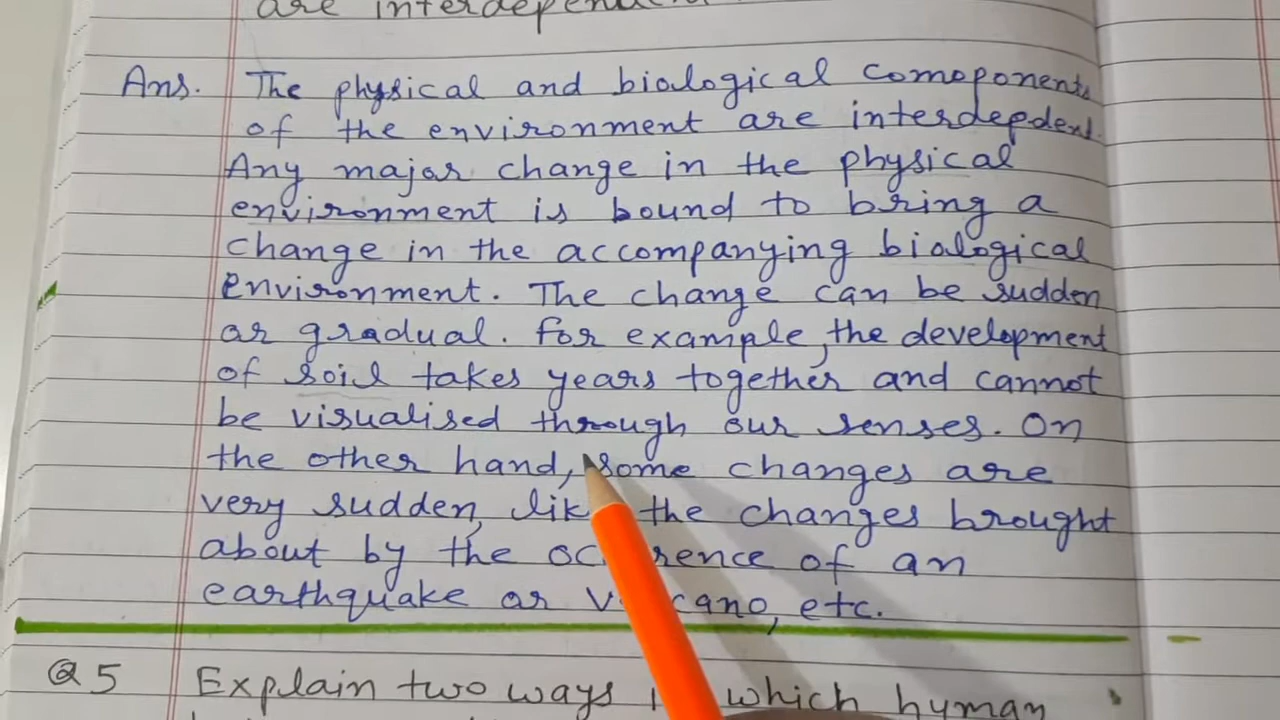 are interdependent
Ans. The physical and biological comoponents
of the environment are interdepdent.
Any major change in the physical
environment is bound to bring a
change in the accompanying biological
environment. The change can be sudden
or gradual. For example, the development
of soil takes years together and cannot
be visualised through our senses. On
the other hand, some changes are
very sudden, like the changes brought
about by the of an
earthquake or etc.
Q5 Explain two ways which human